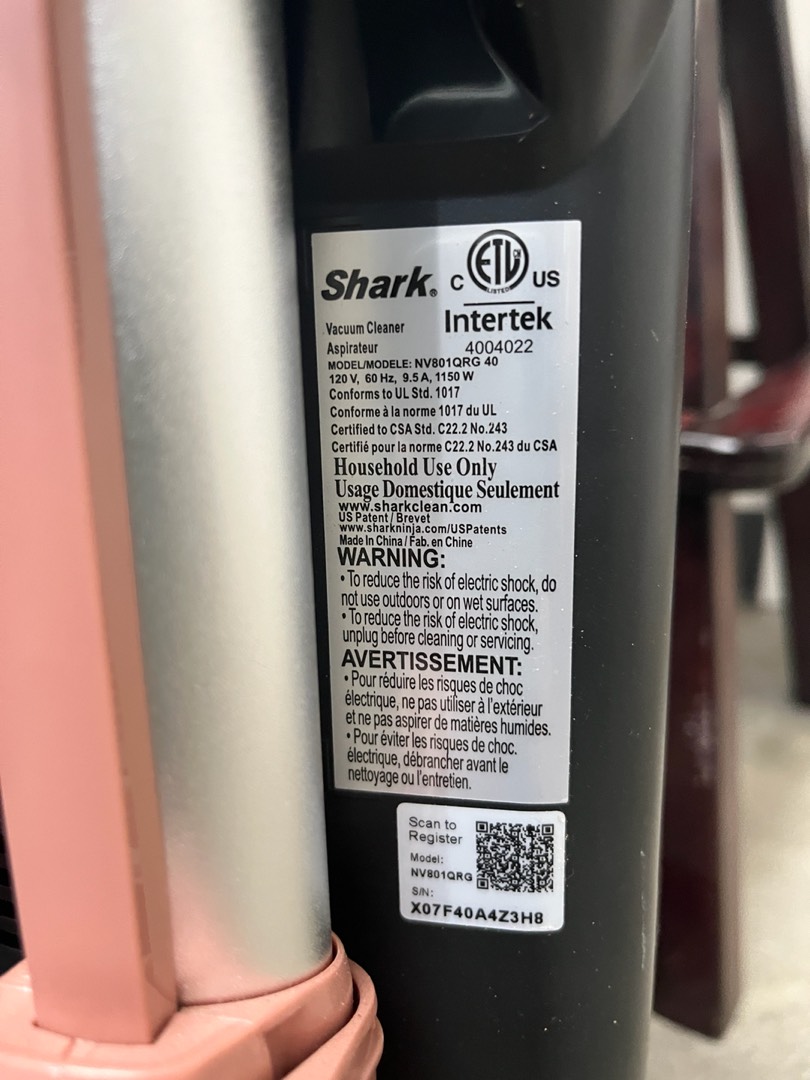 Shark®
C ETL CM LISTED US
Intertek
4004022
Vacuum Cleaner
Aspirateur
MODEL/MODELE: NV801QRG 40
120 V, 60 Hz, 9.5 A, 1150 W
Conforms to UL Std. 1017
Conforme à la norme 1017 du UL
Certified to CSA Std. C22.2 No.243
Certifié pour la norme C22.2 No.243 du CSA
Household Use Only
Usage Domestique Seulement
www.sharkclean.com
US Patent / Brevet
www.sharkninja.com/USPatents
Made In China / Fab. en Chine
WARNING:
• To reduce the risk of electric shock, do
not use outdoors or on wet surfaces.
• To reduce the risk of electric shock,
unplug before cleaning or servicing.
AVERTISSEMENT:
• Pour réduire les risques de choc
électrique, ne pas utiliser à l'extérieur
et ne pas aspirer de matières humides.
• Pour éviter les risques de choc.
électrique, débrancher avant le
nettoyage ou l'entretien.
Scan to
Register
Model:
NV801QRG
S/N:
X07F40A4Z3H8